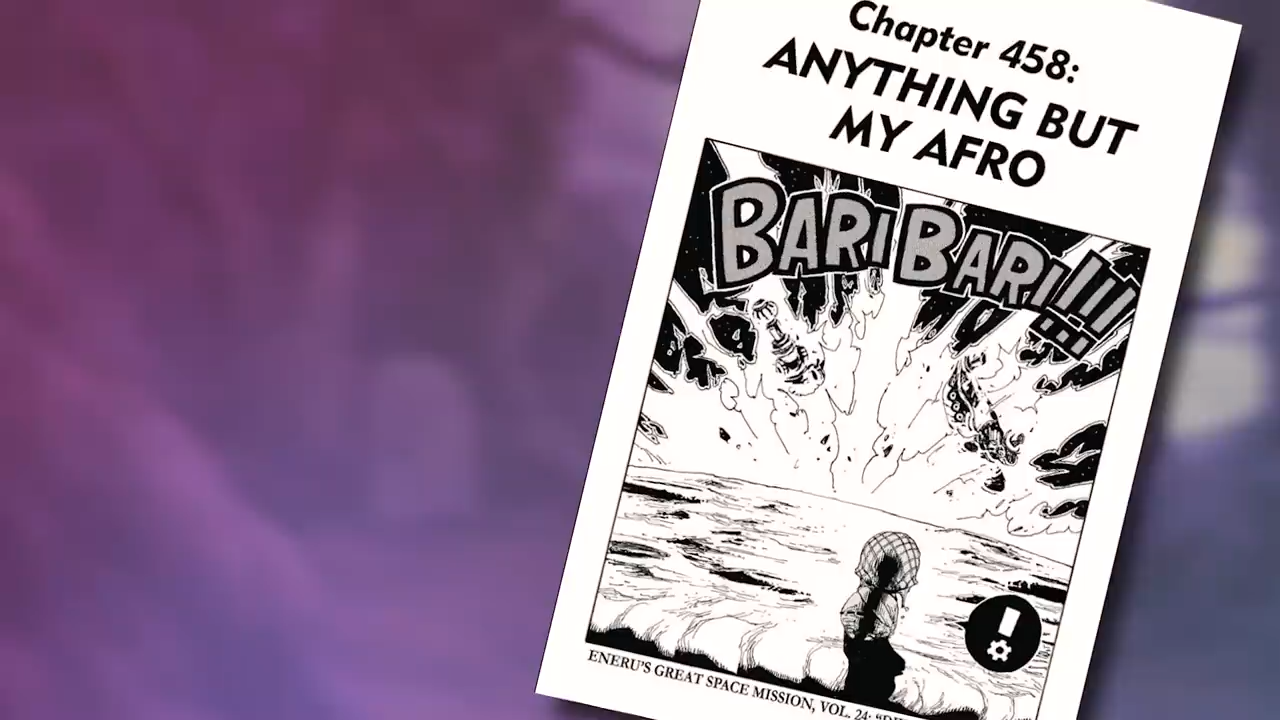 Chapter 458:
ANYTHING BUT
MY AFRO
BARI BARI!!!
!
ENERU'S GREAT SPACE MISSION, VOL. 24: